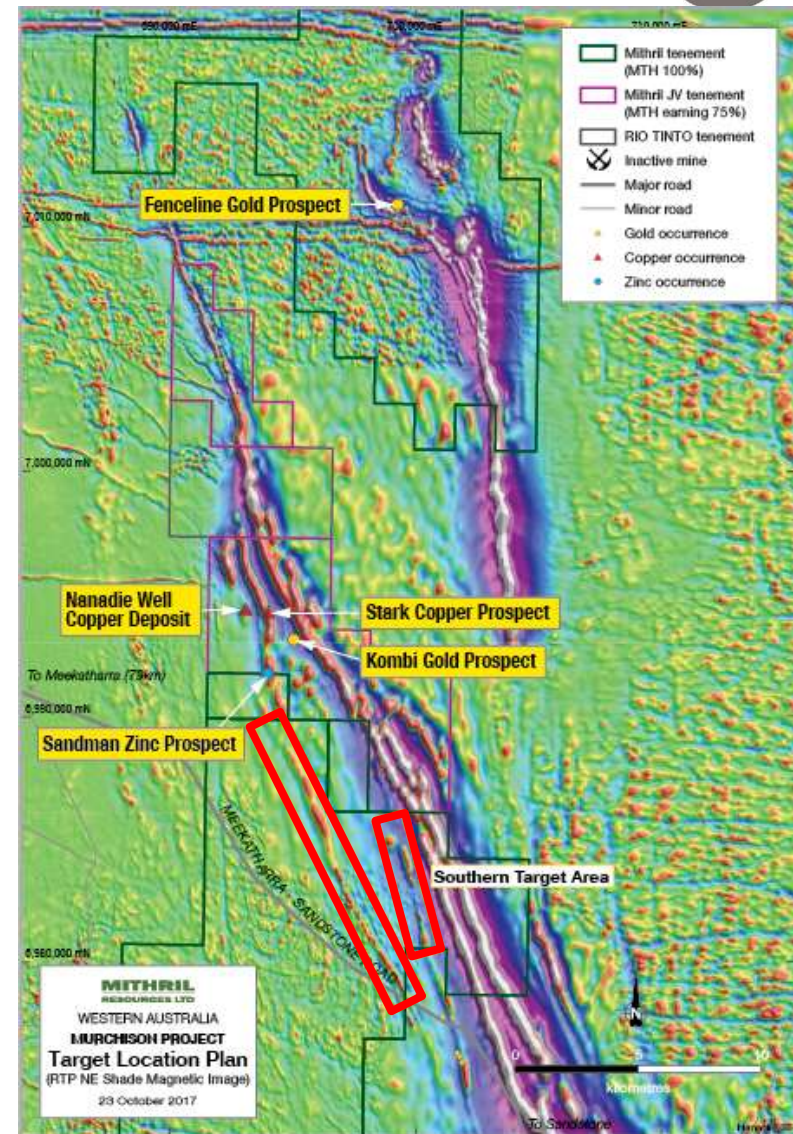 690,000 mE
710,000 mE
Mithril tenement
(MTH 100%)
Mithril JV tenement
(MTH earning 75%)
RIO TINTO tenement
Inactive mine
Major road
Minor road
Gold occurrence
Copper occurrence
Zinc occurrence
Fenceline Gold Prospect
7,010,000 mN
7,000,000 mN
Nanadie Well
Copper Deposit
Stark Copper Prospect
Kombi Gold Prospect
To Meekatharra (79km)
6,990,000 mN
Sandman Zinc Prospect
MEEKATHARRA - SANDSTONE ROAD
Southern Target Area
6,980,000 mN
MITHRIL
RESOURCES LTD
WESTERN AUSTRALIA
MURCHISON PROJECT
Target Location Plan
(RTP NE Shade Magnetic Image)
23 October 2017
N
0 5 10
kilometres
To Sandstone